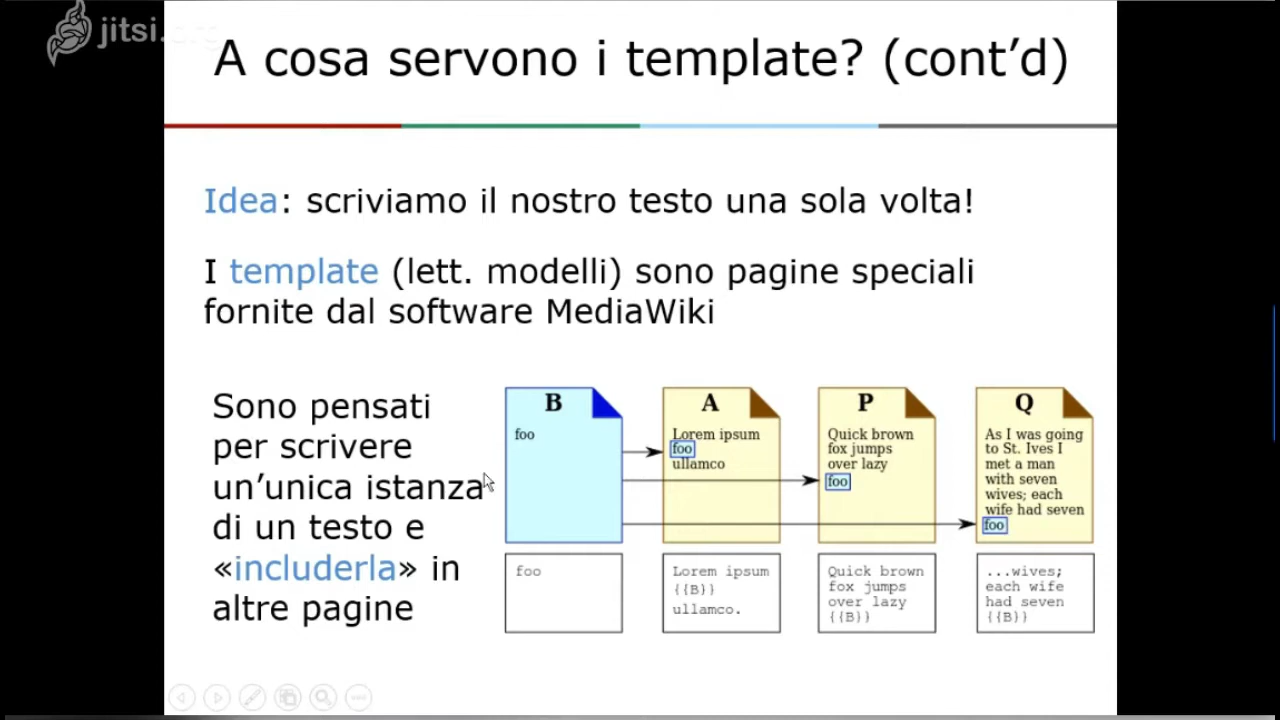 jitsi.org
A cosa servono i template? (cont’d)
Idea: scriviamo il nostro testo una sola volta!
I template (lett. modelli) sono pagine speciali
fornite dal software MediaWiki
Sono pensati
per scrivere
un’unica istanza
di un testo e
«includerla» in
altre pagine
B
foo
A
Lorem ipsum
foo
ullamco
P
Quick brown
fox jumps
over lazy
foo
Q
As I was going
to St. Ives I
met a man
with seven
wives; each
wife had seven
foo
foo
Lorem ipsum
{{B}}
ullamco.
Quick brown
fox jumps
over lazy
{{B}}
...wives;
each wife
had seven
{{B}}